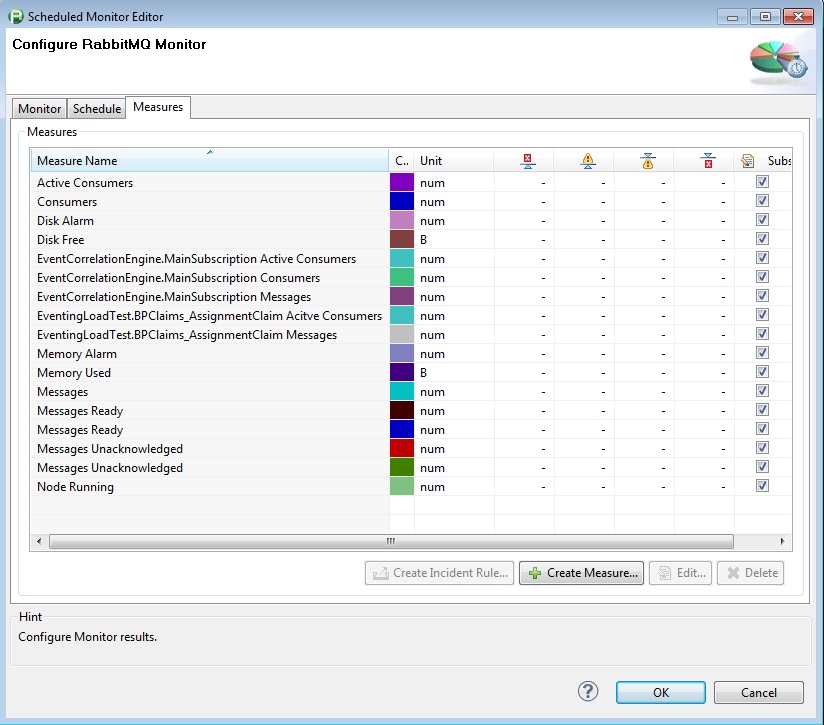 Scheduled Monitor Editor
Configure RabbitMQ Monitor
Monitor Schedule Measures
Measures
Measure Name C.. Unit Subs
Active Consumers num - - - -
Consumers num - - - -
Disk Alarm num - - - -
Disk Free B - - - -
EventCorrelationEngine.MainSubscription Active Consumers num - - - -
EventCorrelationEngine.MainSubscription Consumers num - - - -
EventCorrelationEngine.MainSubscription Messages num - - - -
EventingLoadTest.BPClaims_AssignmentClaim Acitve Consumers num - - - -
EventingLoadTest.BPClaims_AssignmentClaim Messages num - - - -
Memory Alarm num - - - -
Memory Used B - - - -
Messages num - - - -
Messages Ready num - - - -
Messages Ready num - - - -
Messages Unacknowledged num - - - -
Messages Unacknowledged num - - - -
Node Running num - - - -
Create Incident Rule... Create Measure... Edit... Delete
Hint
Configure Monitor results.
? OK Cancel